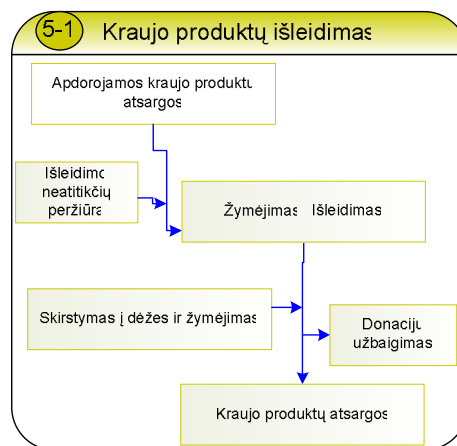 5-1 Kraujo produktų išleidimas
Apdorojamos kraujo produktų
atsargos
Išleidimo
neatitikčių
peržiūra
Žymėjimas Išleidimas
Skirstymas į dėžes ir žymėjimas
Donacijų
užbaigimas
Kraujo produktų atsargos